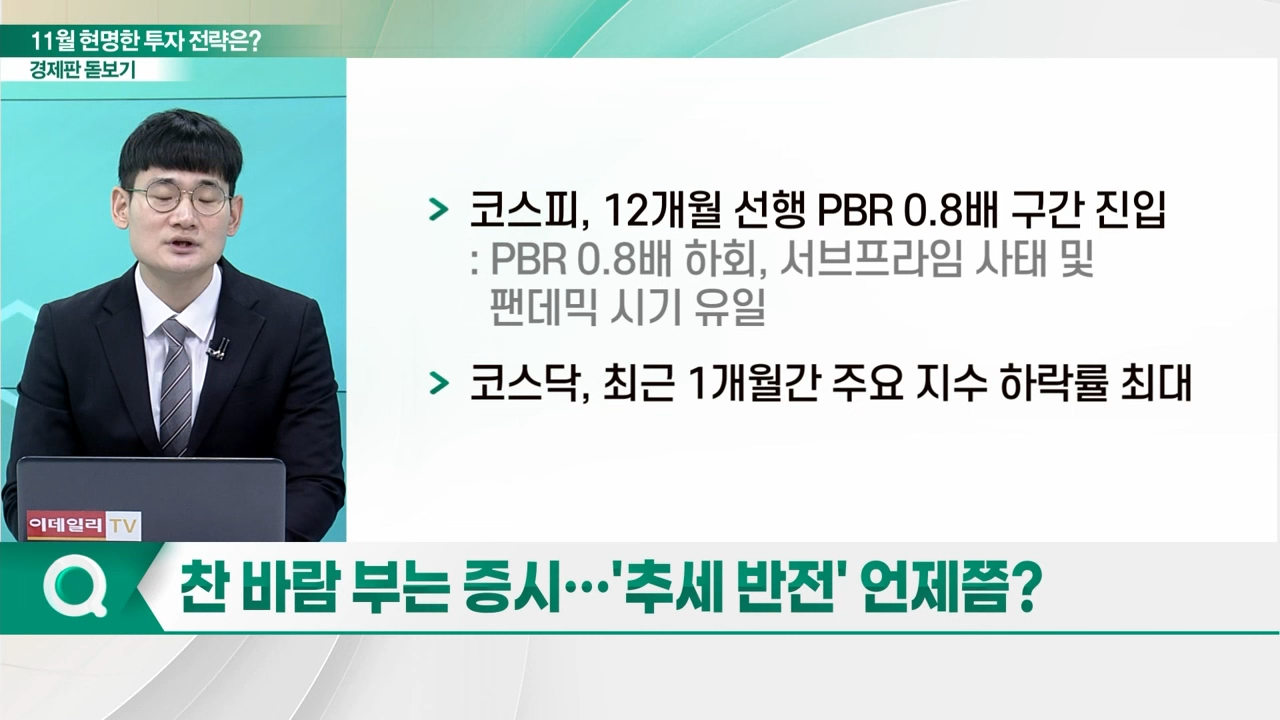 11월 현명한 투자 전략은?
경제판 돋보기
코스피, 12개월 선행 PBR 0.8배 구간 진입
: PBR 0.8배 하회, 서브프라임 사태 및
팬데믹 시기 유일
코스닥, 최근 1개월간 주요 지수 하락률 최대
이데일리 TV
찬 바람 부는 증시…'추세 반전' 언제쯤?